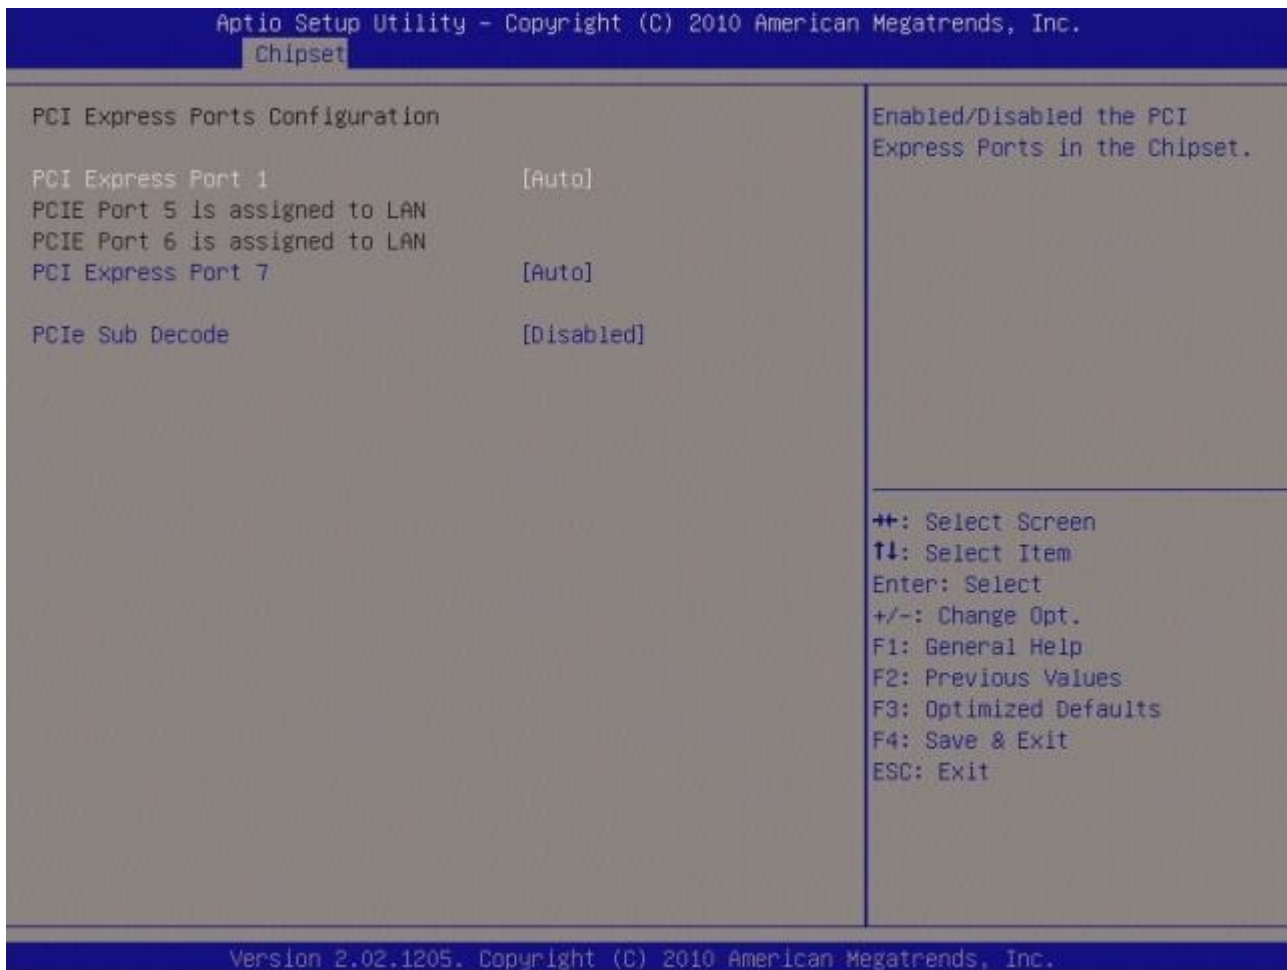 Aptio Setup Utility – Copyright (C) 2010 American Megatrends, Inc.
Chipset
PCI Express Ports Configuration
PCI Express Port 1 [Auto]
PCIE Port 5 is assigned to LAN
PCIE Port 6 is assigned to LAN
PCI Express Port 7 [Auto]
PCIe Sub Decode [Disabled]
Enabled/Disabled the PCI
Express Ports in the Chipset.
→←: Select Screen
↑↓: Select Item
Enter: Select
+/-: Change Opt.
F1: General Help
F2: Previous Values
F3: Optimized Defaults
F4: Save & Exit
ESC: Exit
Version 2.02.1205. Copyright (C) 2010 American Megatrends, Inc.